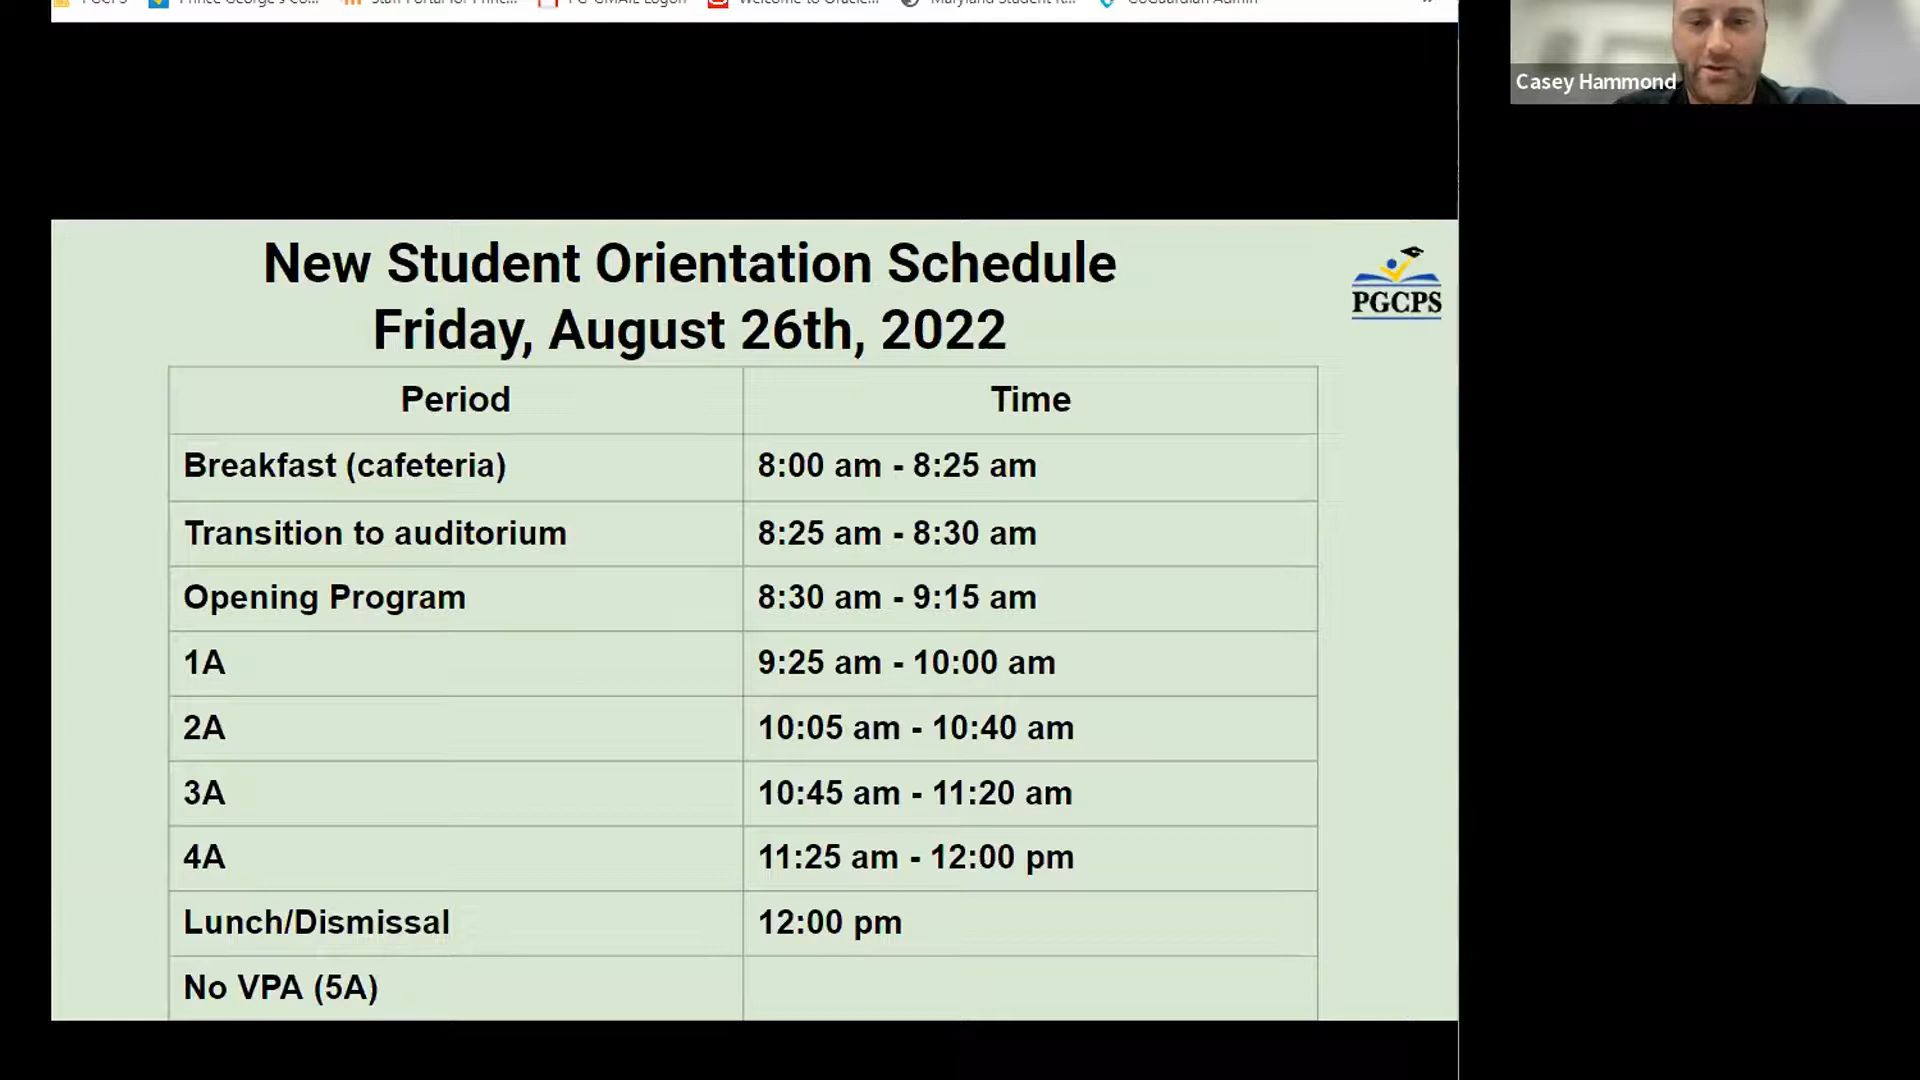 Casey Hammond
New Student Orientation Schedule
Friday, August 26th, 2022
PGCPS
Period Time
Breakfast (cafeteria) 8:00 am - 8:25 am
Transition to auditorium 8:25 am - 8:30 am
Opening Program 8:30 am - 9:15 am
1A 9:25 am - 10:00 am
2A 10:05 am - 10:40 am
3A 10:45 am - 11:20 am
4A 11:25 am - 12:00 pm
Lunch/Dismissal 12:00 pm
No VPA (5A)